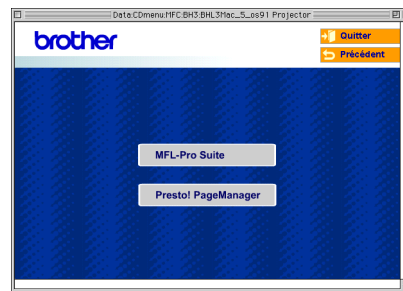 Data:CDmenu:MFC:BH3:BHL3Mac_5_os91 Projector
brother
Quitter
Précédent
MFL-Pro Suite
Presto! PageManager